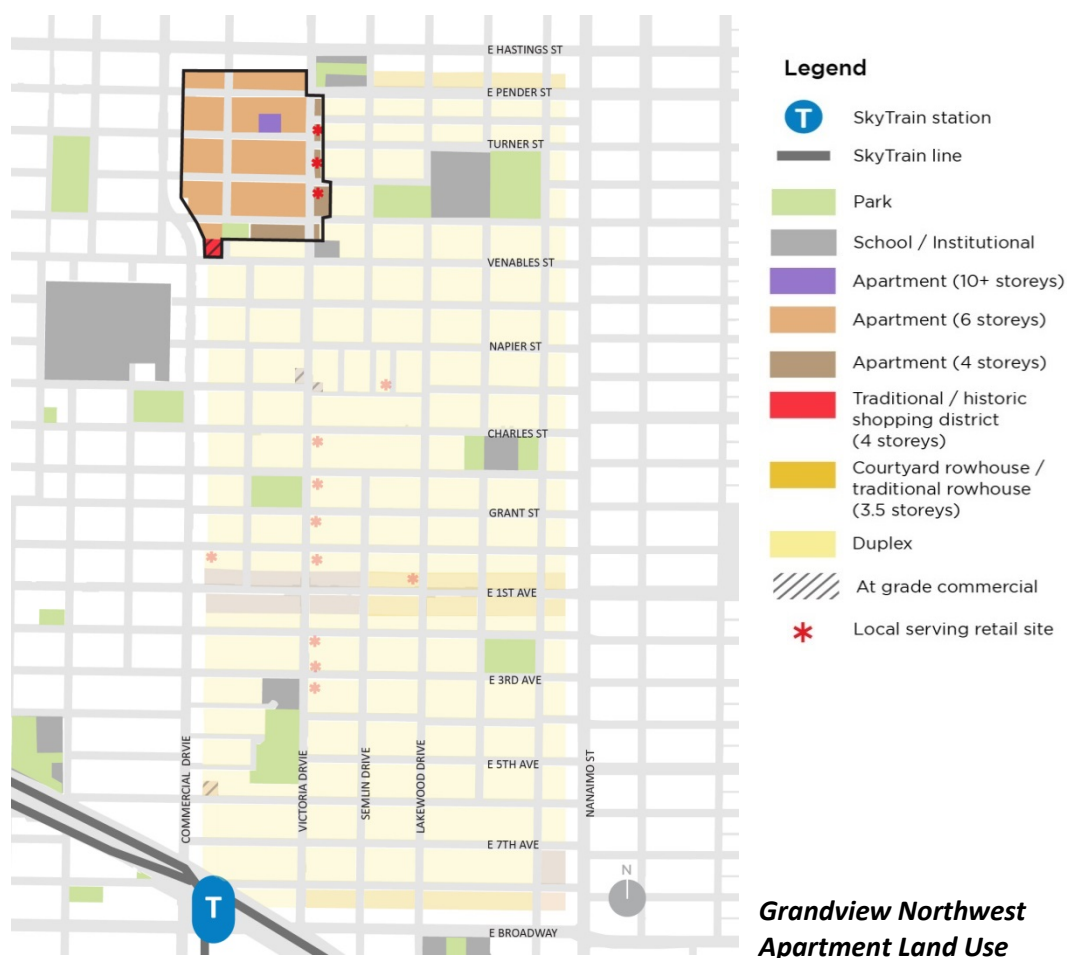 E HASTINGS ST
E PENDER ST
TURNER ST
VENABLES ST
NAPIER ST
CHARLES ST
GRANT ST
E 1ST AVE
E 3RD AVE
E 5TH AVE
E 7TH AVE
E BROADWAY
COMMERCIAL DRVIE
VICTORIA DRVIE
SEMLIN DRIVE
LAKEWOOD DRIVE
NANAIMO ST
N
T
Legend
T SkyTrain station
SkyTrain line
Park
School / Institutional
Apartment (10+ storeys)
Apartment (6 storeys)
Apartment (4 storeys)
Traditional / historic
shopping district
(4 storeys)
Courtyard rowhouse /
traditional rowhouse
(3.5 storeys)
Duplex
At grade commercial
Local serving retail site
Grandview Northwest
Apartment Land Use